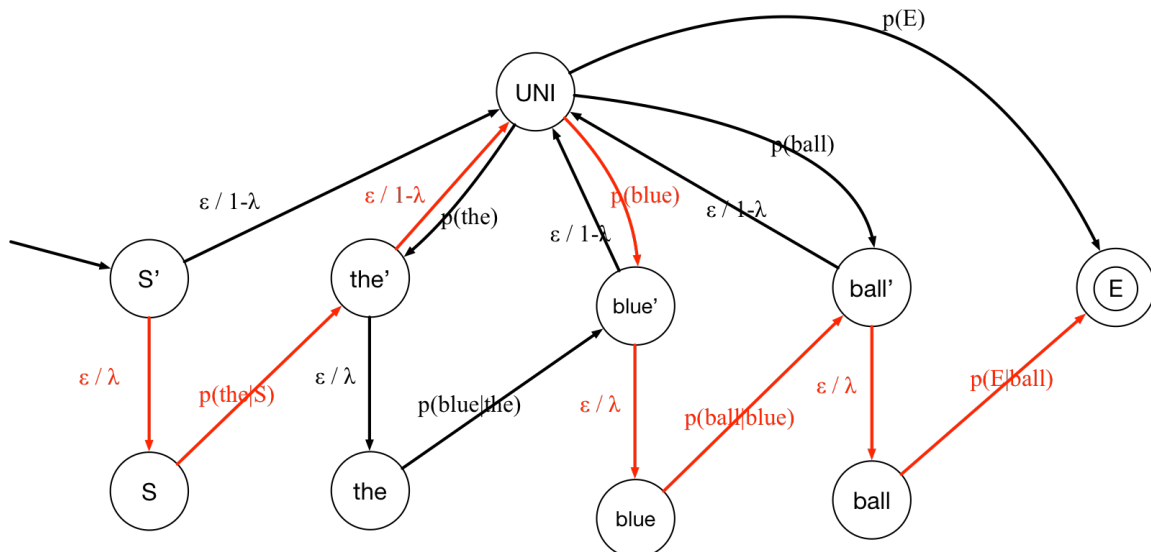 p(E)
UNI
p(ball)
ε / 1-λ
ε / 1-λ
p(the)
p(blue)
ε / 1-λ
ε / 1-λ
S’
the’
blue’
ball’
E
ε / λ
p(the|S)
ε / λ
p(blue|the)
ε / λ
p(ball|blue)
ε / λ
p(E|ball)
S
the
blue
ball